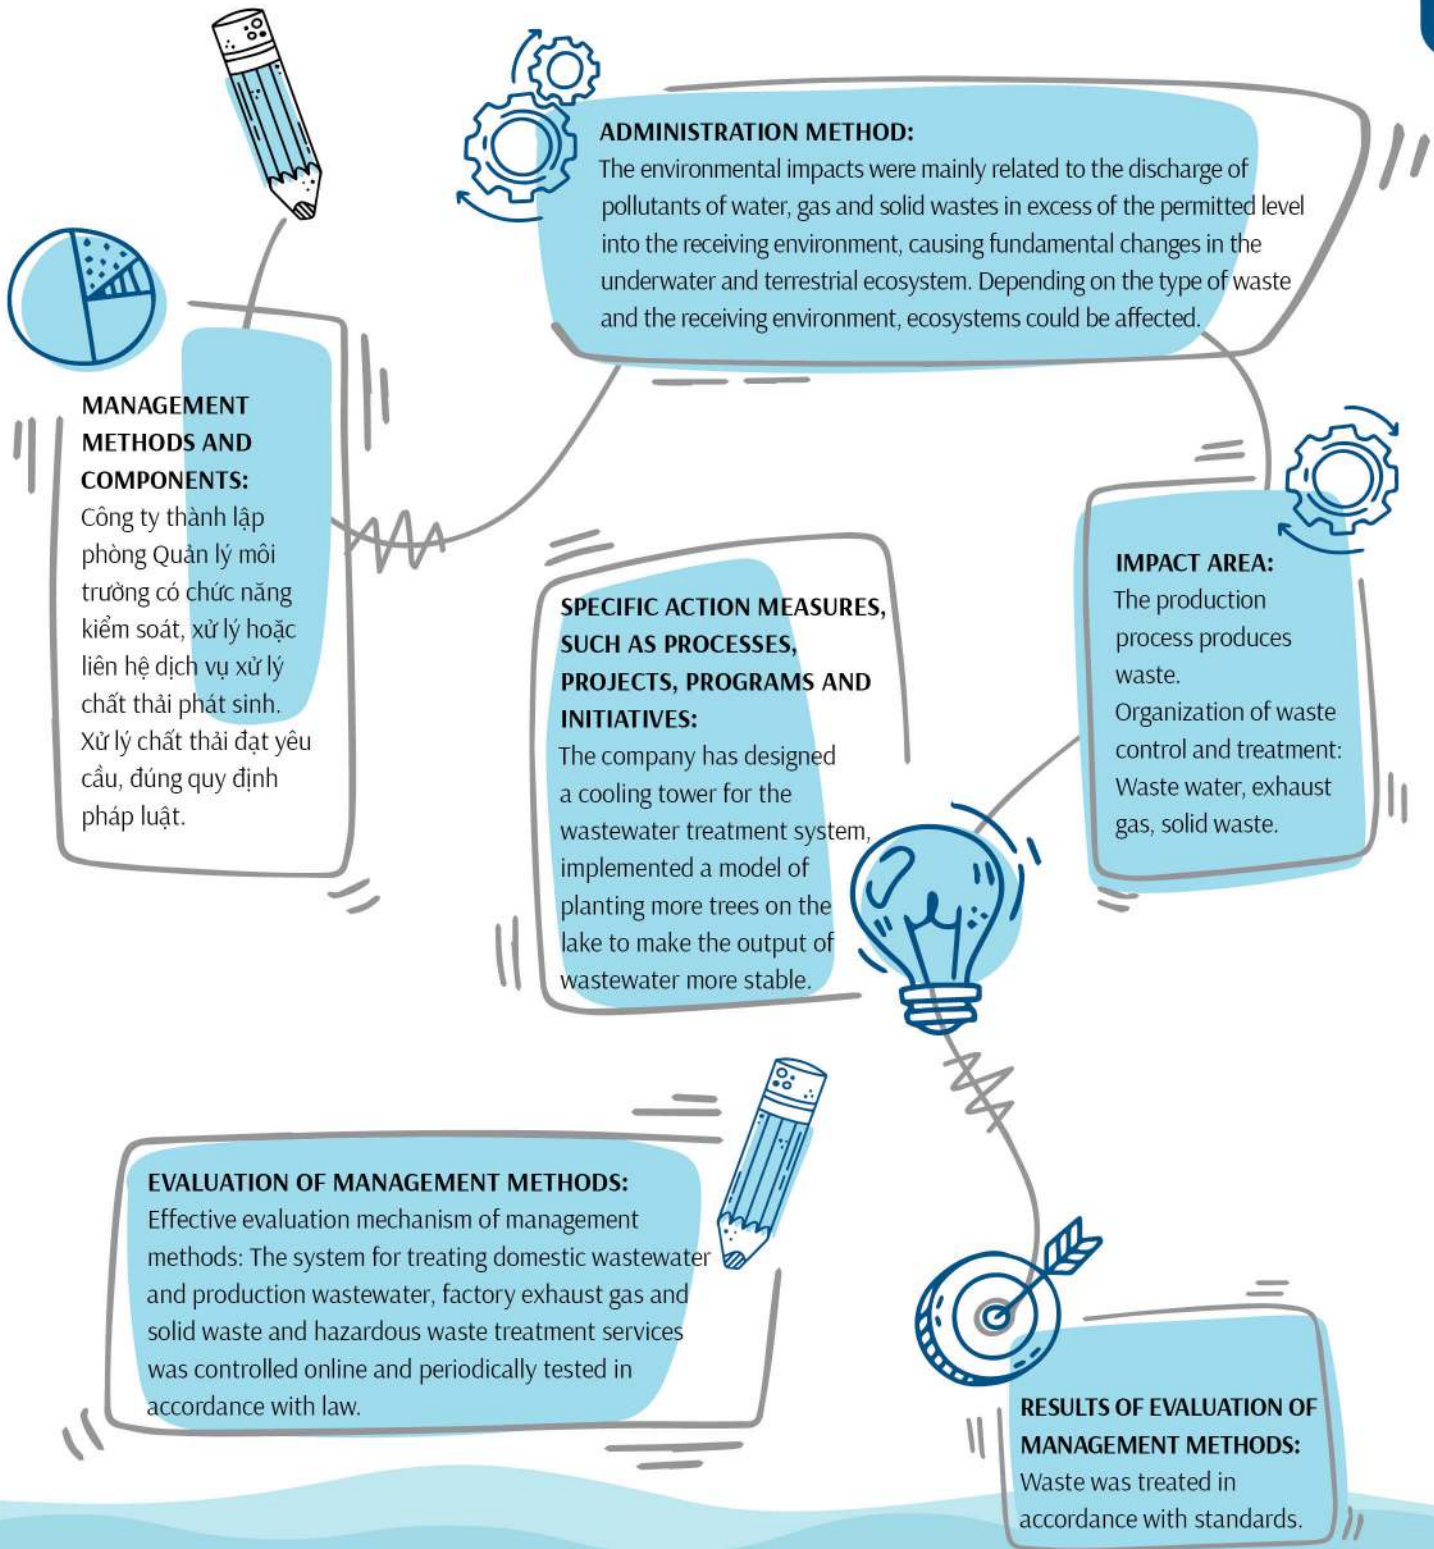 ADMINISTRATION METHOD:
The environmental impacts were mainly related to the discharge of
pollutants of water, gas and solid wastes in excess of the permitted level
into the receiving environment, causing fundamental changes in the
underwater and terrestrial ecosystem. Depending on the type of waste
and the receiving environment, ecosystems could be affected.
MANAGEMENT
METHODS AND
COMPONENTS:
Công ty thành lập
phòng Quản lý môi
trường có chức năng
kiểm soát, xử lý hoặc
liên hệ dịch vụ xử lý
chất thải phát sinh.
Xử lý chất thải đạt yêu
cầu, đúng quy định
pháp luật.
SPECIFIC ACTION MEASURES,
SUCH AS PROCESSES,
PROJECTS, PROGRAMS AND
INITIATIVES:
The company has designed
a cooling tower for the
wastewater treatment system,
implemented a model of
planting more trees on the
lake to make the output of
wastewater more stable.
IMPACT AREA:
The production
process produces
waste.
Organization of waste
control and treatment:
Waste water, exhaust
gas, solid waste.
EVALUATION OF MANAGEMENT METHODS:
Effective evaluation mechanism of management
methods: The system for treating domestic wastewater
and production wastewater, factory exhaust gas and
solid waste and hazardous waste treatment services
was controlled online and periodically tested in
accordance with law.
RESULTS OF EVALUATION OF
MANAGEMENT METHODS:
Waste was treated in
accordance with standards.